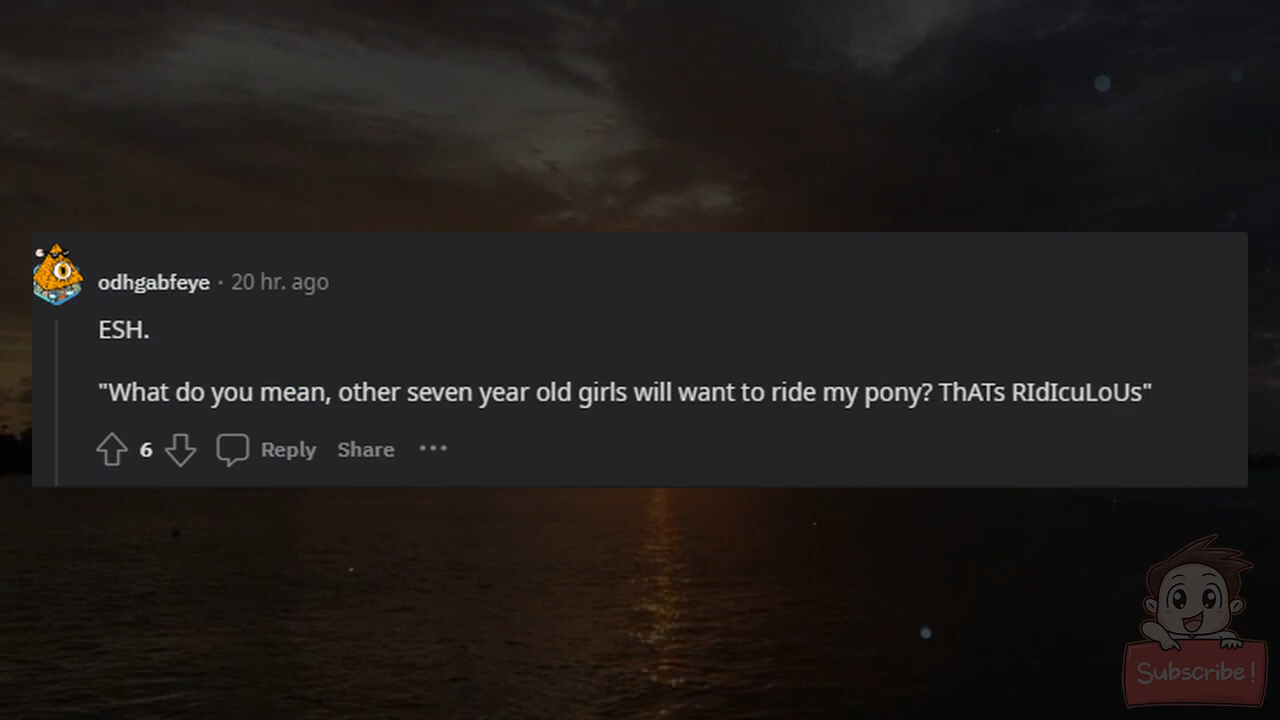 odhgabfeye · 20 hr. ago
ESH.
"What do you mean, other seven year old girls will want to ride my pony? ThATs RIdIcuLoUs"
6 Reply Share ···
Subscribe!